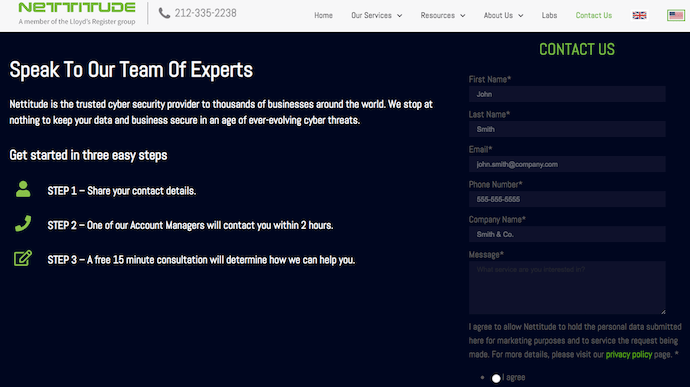 NETTITUDE
A member of the Lloyd's Register group
212-335-2238
Home
Our Services
Resources
About Us
Labs
Contact Us
Speak To Our Team Of Experts
Nettitude is the trusted cyber security provider to thousands of businesses around the world. We stop at
nothing to keep your data and business secure in an age of ever-evolving cyber threats.
Get started in three easy steps
STEP 1 – Share your contact details.
STEP 2 – One of our Account Managers will contact you within 2 hours.
STEP 3 – A free 15 minute consultation will determine how we can help you.
CONTACT US
First Name*
John
Last Name*
Smith
Email*
john.smith@company.com
Phone Number*
555-555-5555
Company Name*
Smith & Co.
Message*
What service are you interested in?
I agree to allow Nettitude to hold the personal data submitted
here for marketing purposes and to service the request being
made. For more details, please visit our privacy policy page. *
I agree